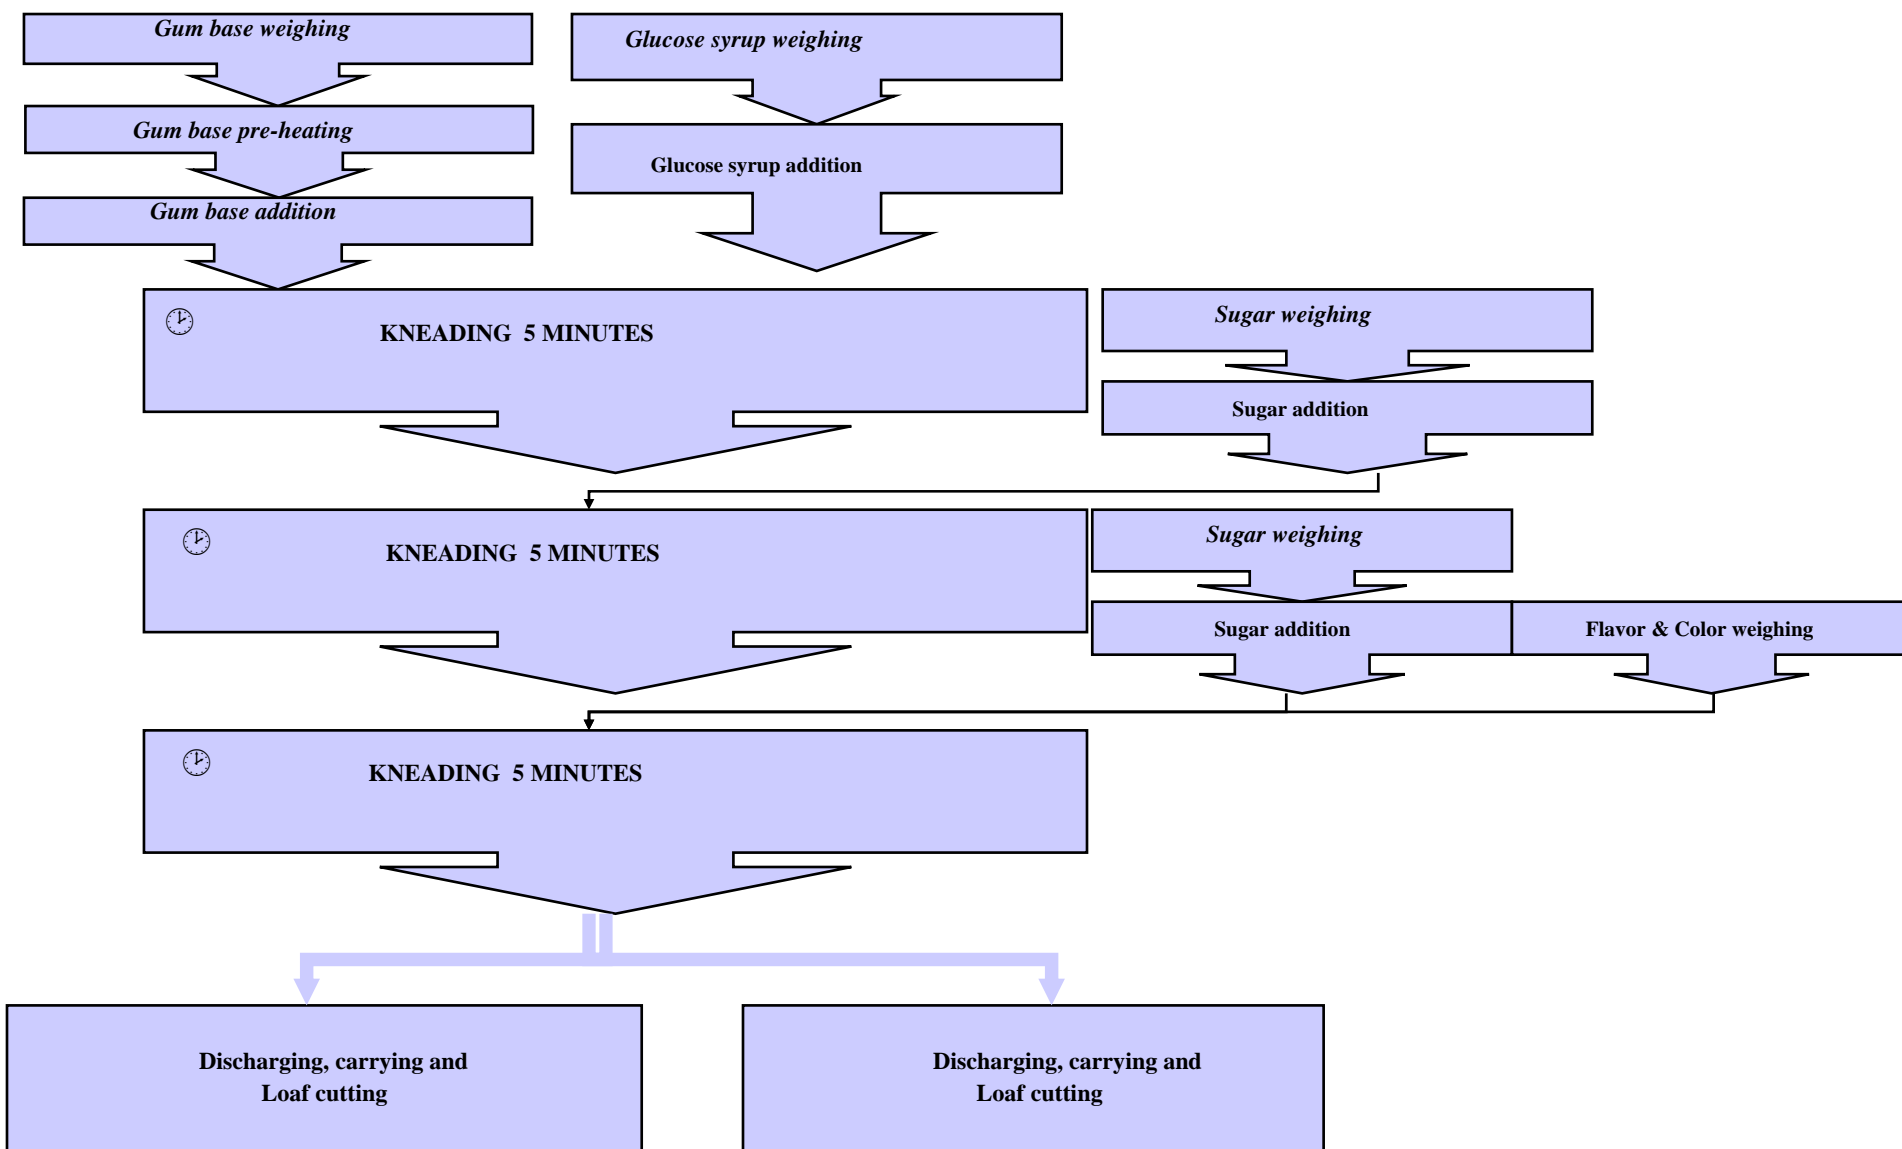 Gum base weighing
Glucose syrup weighing
Gum base pre-heating
Glucose syrup addition
Gum base addition
KNEADING  5 MINUTES
Sugar weighing
Sugar addition
KNEADING  5 MINUTES
Sugar weighing
Sugar addition
Flavor & Color weighing
KNEADING  5 MINUTES
Discharging, carrying and
Loaf cutting
Discharging, carrying and
Loaf cutting